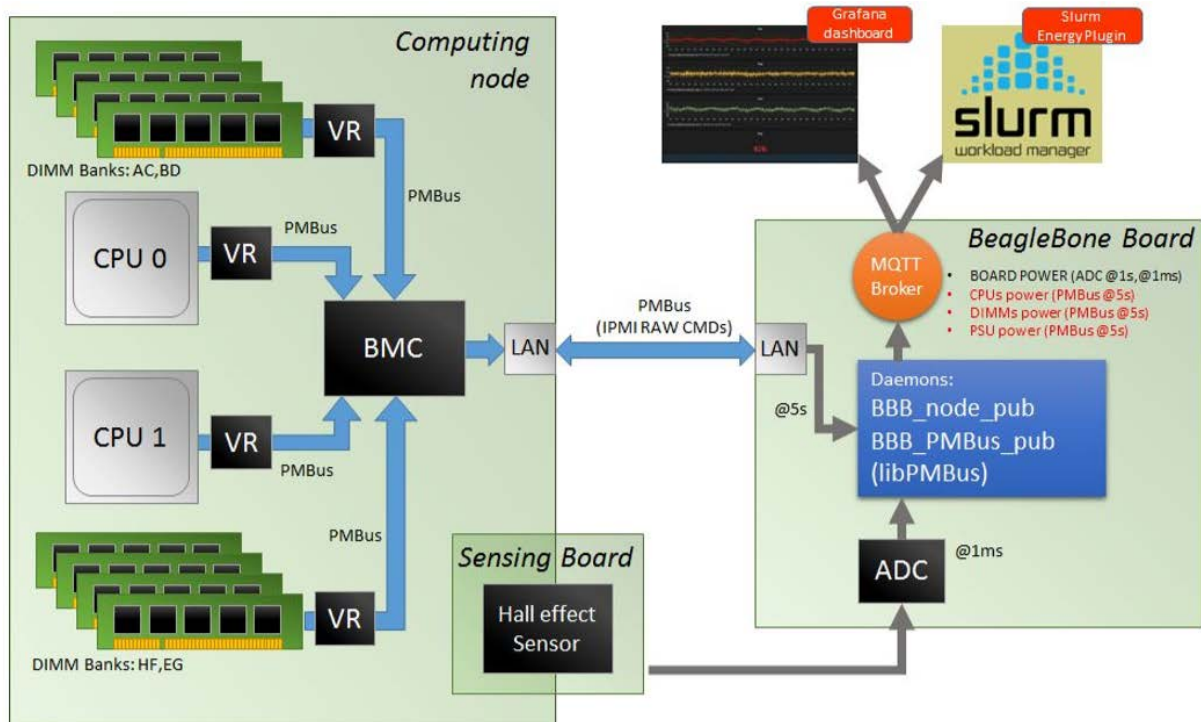 Computing
node
VR
DIMM Banks: AC,BD
PMBus
CPU 0
VR
PMBus
BMC
LAN
CPU 1
VR
PMBus
PMBus
VR
DIMM Banks: HF,EG
Sensing Board
Hall effect
Sensor
PMBus
(IPMI RAW CMDs)
Grafana
dashboard
Slurm
Energy Plugin
slurm
workload manager
BeagleBone Board
MQTT
Broker
• BOARD POWER (ADC @1s,@1ms)
• CPUs power (PMBus @5s)
• DIMMs power (PMBus @5s)
• PSU power (PMBus @5s)
LAN
@5s
Daemons:
BBB_node_pub
BBB_PMBus_pub
(libPMBus)
ADC
@1ms